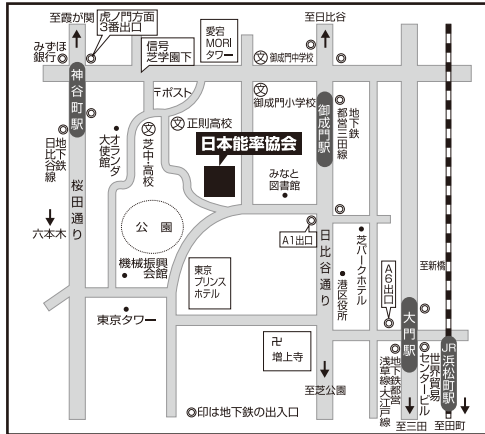 至霞が関
虎ノ門方面
3番出口
みずほ
銀行
信号
芝学園下
愛宕
MORI
タワー
至日比谷
御成門中学校
〒ポスト
御成門小学校
神谷町駅
正則高校
御成門駅
地下鉄
都営三田線
日本能率協会
オランダ
大使館
芝中・高校
地下鉄
日比谷線
桜田通り
みなと
図書館
六本木
公園
A1出口
日比谷通り
芝パークホテル
至新橋
機械振興
会館
東京
プリンス
ホテル
港区役所
A6出口
東京タワー
大門駅
卍
増上寺
地下鉄都営
浅草線・大江戸線
世界貿易
センタービル
JR浜松町駅
至芝公園
◎印は地下鉄の出入口
至三田
至田町